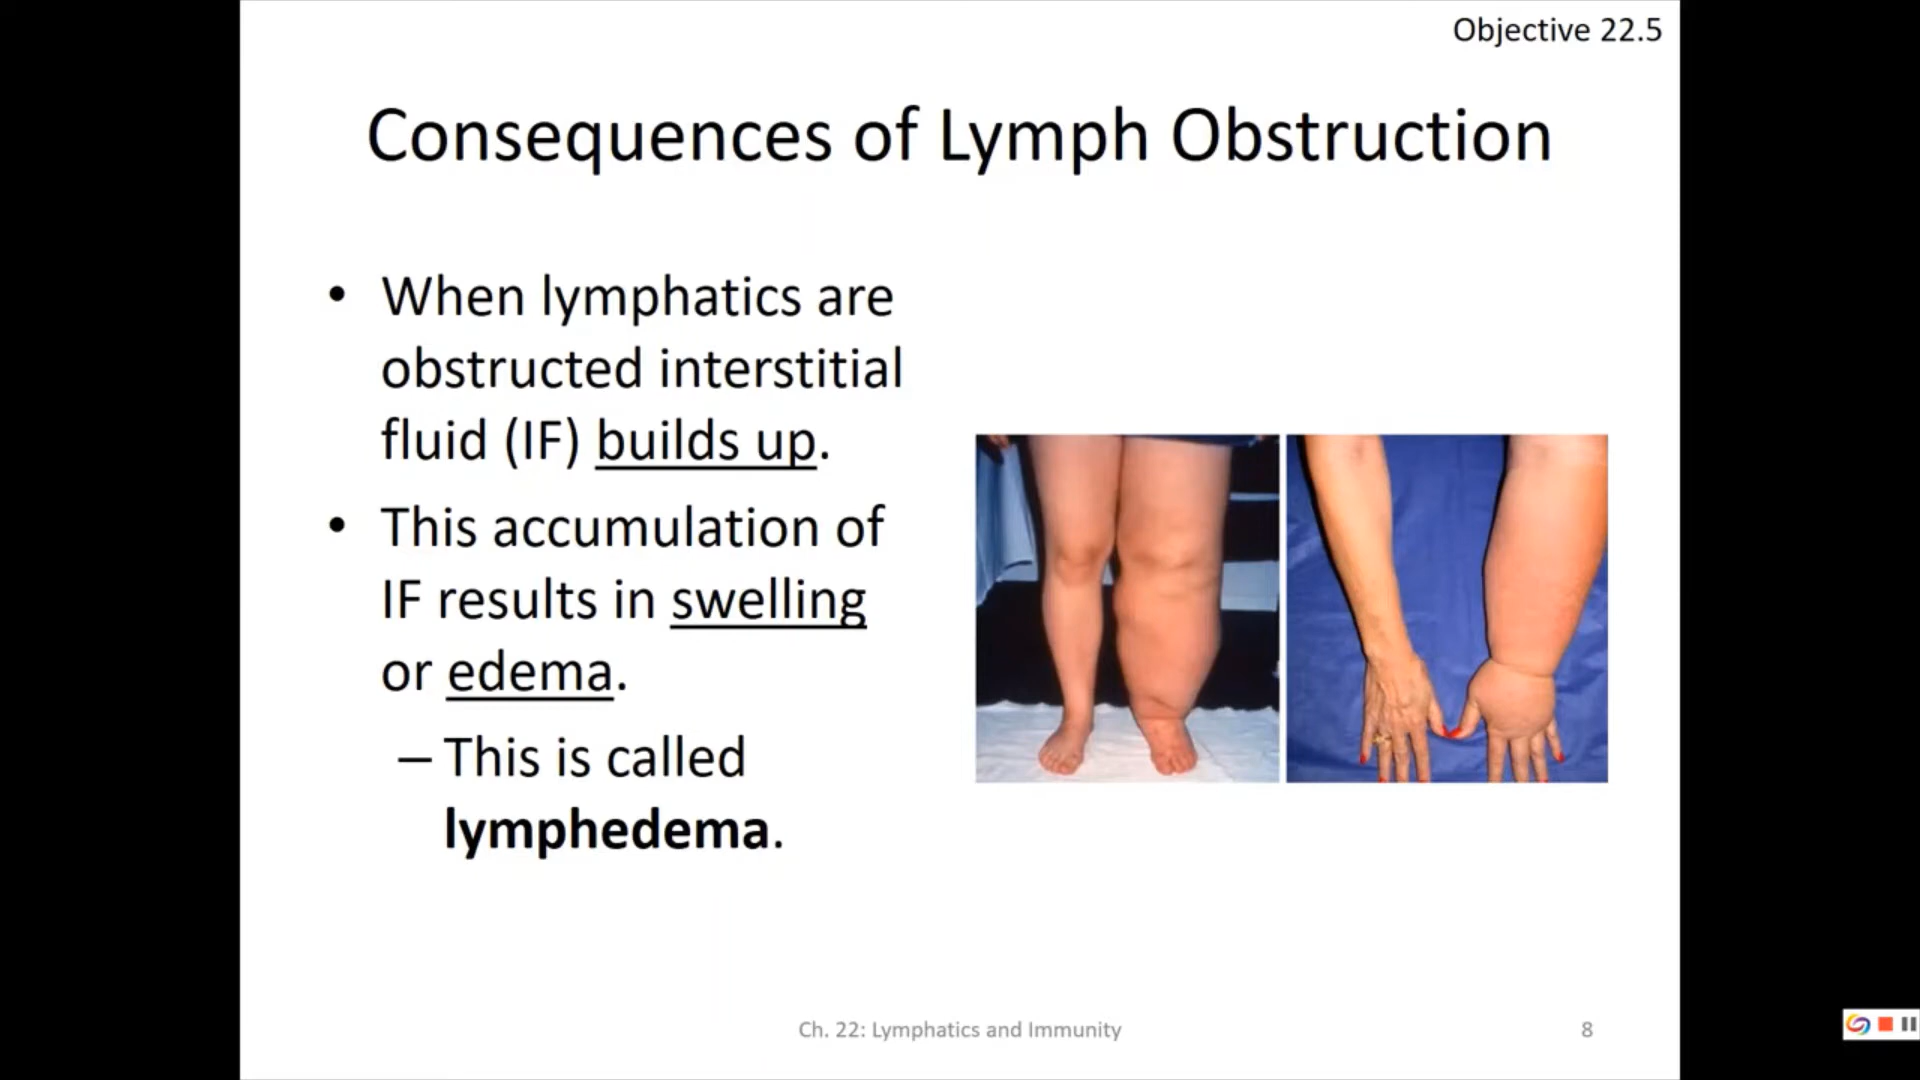 Objective 22.5
Consequences of Lymph Obstruction
• When lymphatics are
obstructed interstitial
fluid (IF) builds up.
• This accumulation of
IF results in swelling
or edema.
– This is called
lymphedema.
Ch. 22: Lymphatics and Immunity
8